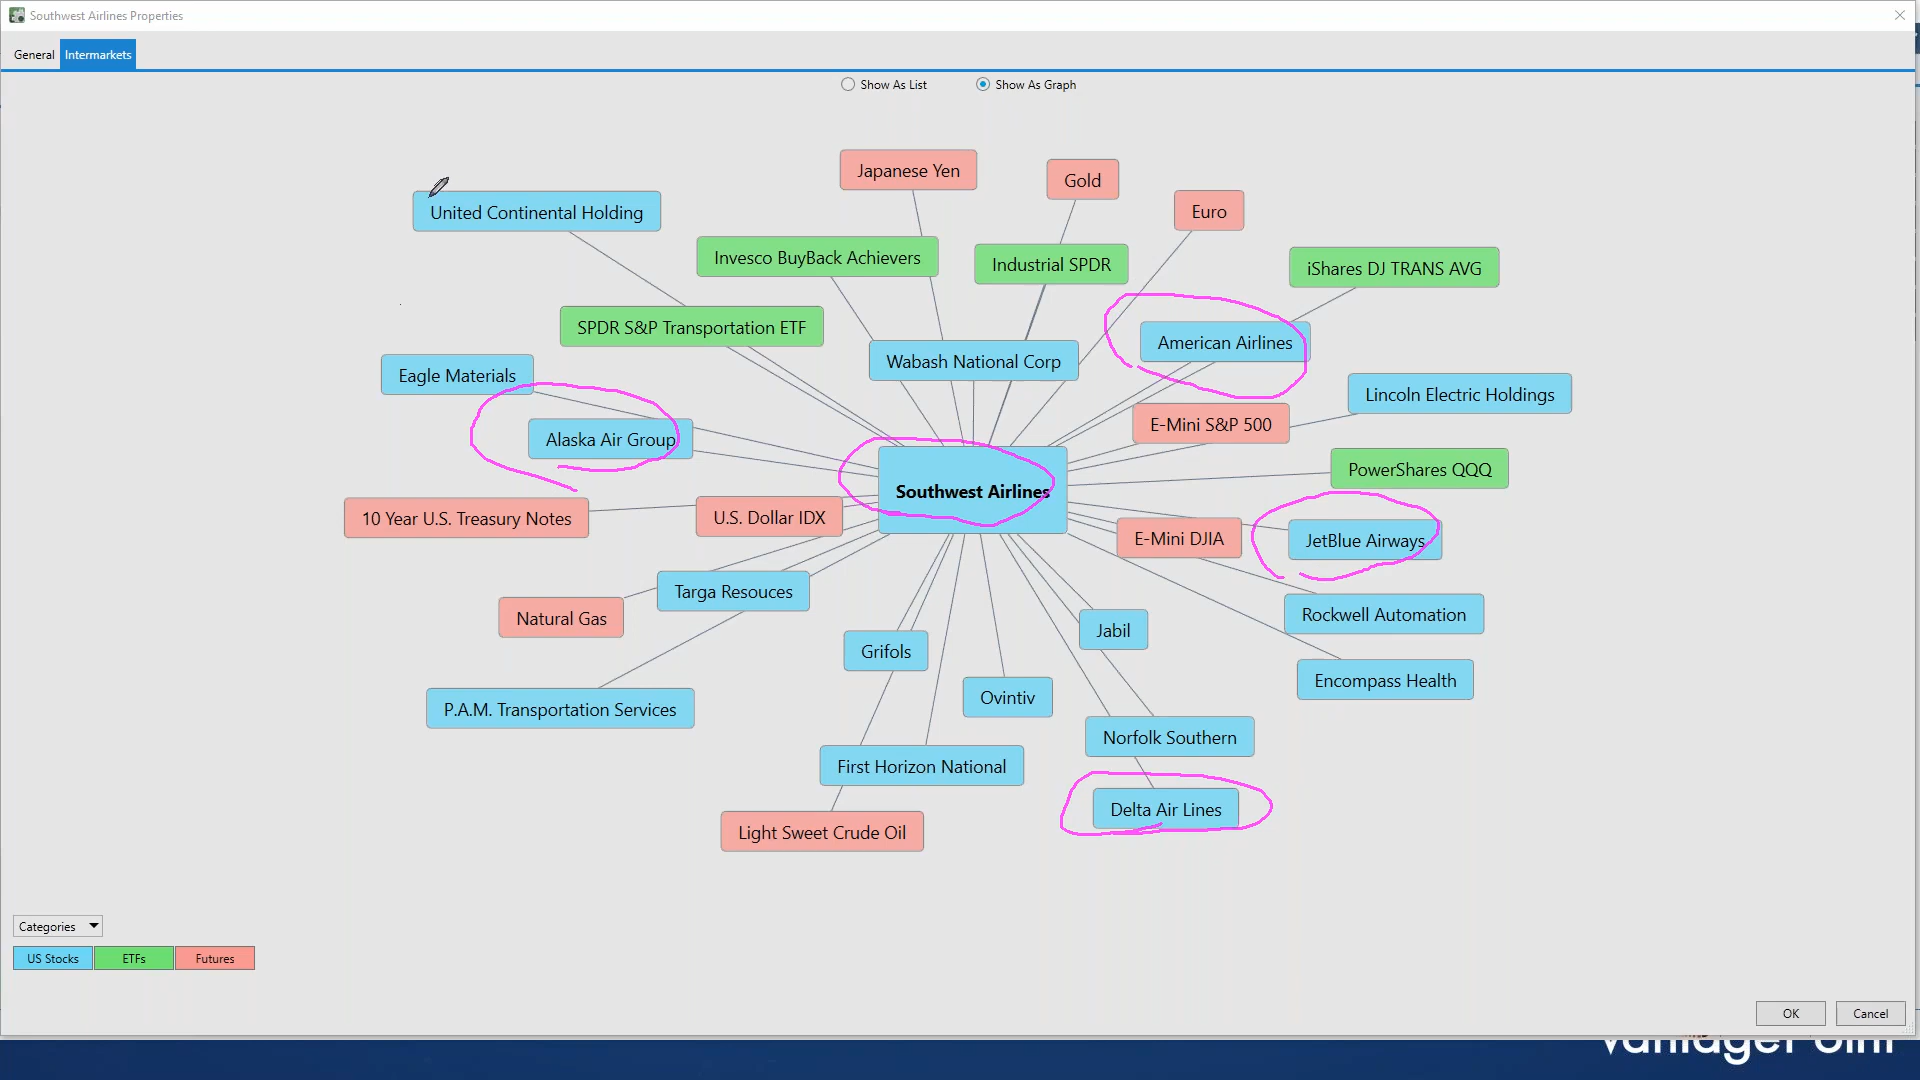 Southwest Airlines Properties
General
Intermarkets
Show As List
Show As Graph
Japanese Yen
Gold
United Continental Holding
Euro
Invesco BuyBack Achievers
Industrial SPDR
iShares DJ TRANS AVG
SPDR S&P Transportation ETF
American Airlines
Wabash National Corp
Eagle Materials
Lincoln Electric Holdings
E-Mini S&P 500
Alaska Air Group
PowerShares QQQ
Southwest Airlines
10 Year U.S. Treasury Notes
U.S. Dollar IDX
E-Mini DJIA
JetBlue Airways
Targa Resouces
Natural Gas
Rockwell Automation
Jabil
Grifols
Encompass Health
Ovintiv
P.A.M. Transportation Services
Norfolk Southern
First Horizon National
Delta Air Lines
Light Sweet Crude Oil
Categories
US Stocks
ETFs
Futures
OK
Cancel